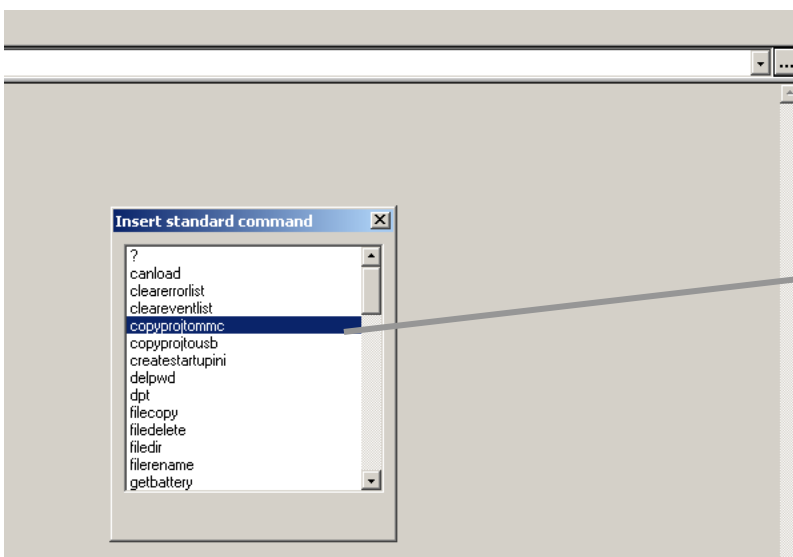 ...
Insert standard command
?
canload
clearerrorlist
cleareventlist
copyprojtommc
copyprojtousb
createstartupini
delpwd
dpt
filecopy
filedelete
filedir
filerename
getbattery